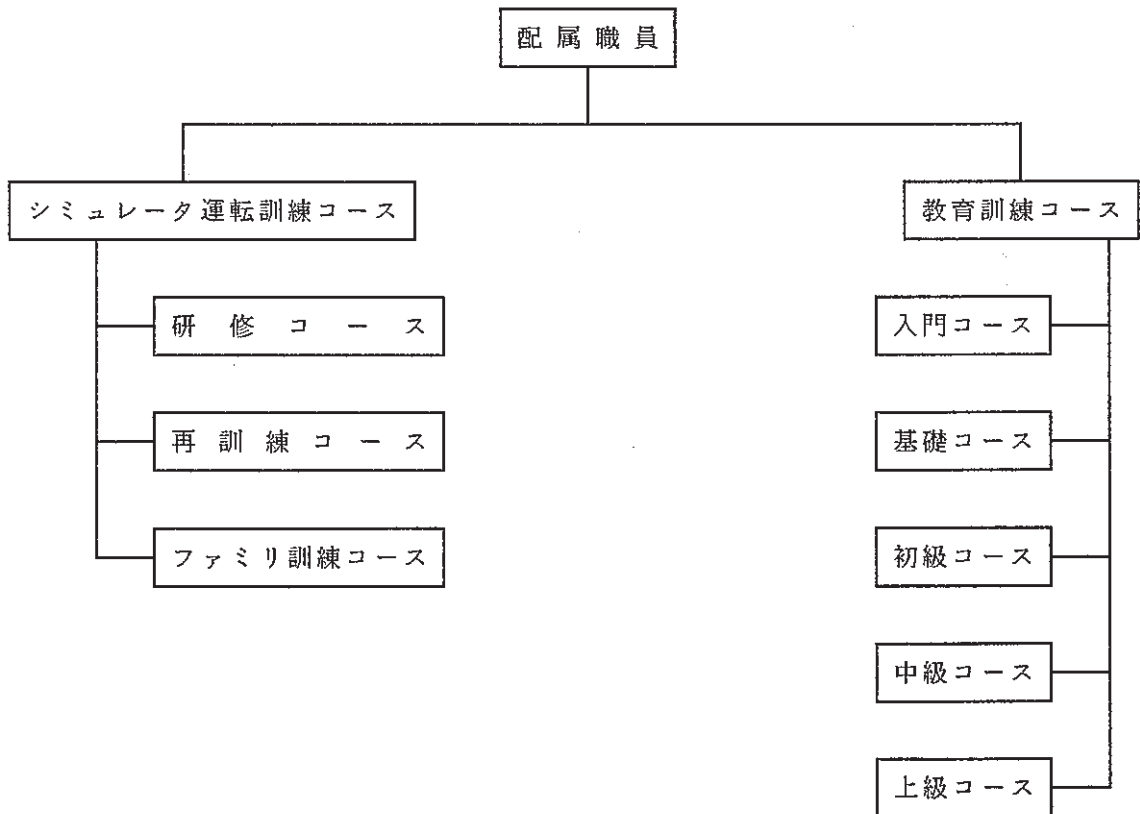 配属職員
シミュレータ運転訓練コース
研修コース
再訓練コース
ファミリ訓練コース
教育訓練コース
入門コース
基礎コース
初級コース
中級コース
上級コース